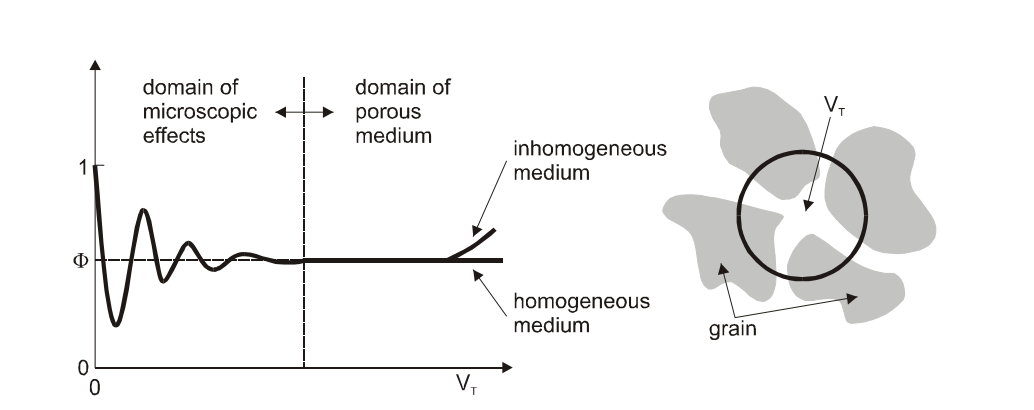 domain of
microscopic
effects
domain of
porous
medium
1
Φ
0
0
V_T
inhomogeneous
medium
homogeneous
medium
V_T
grain